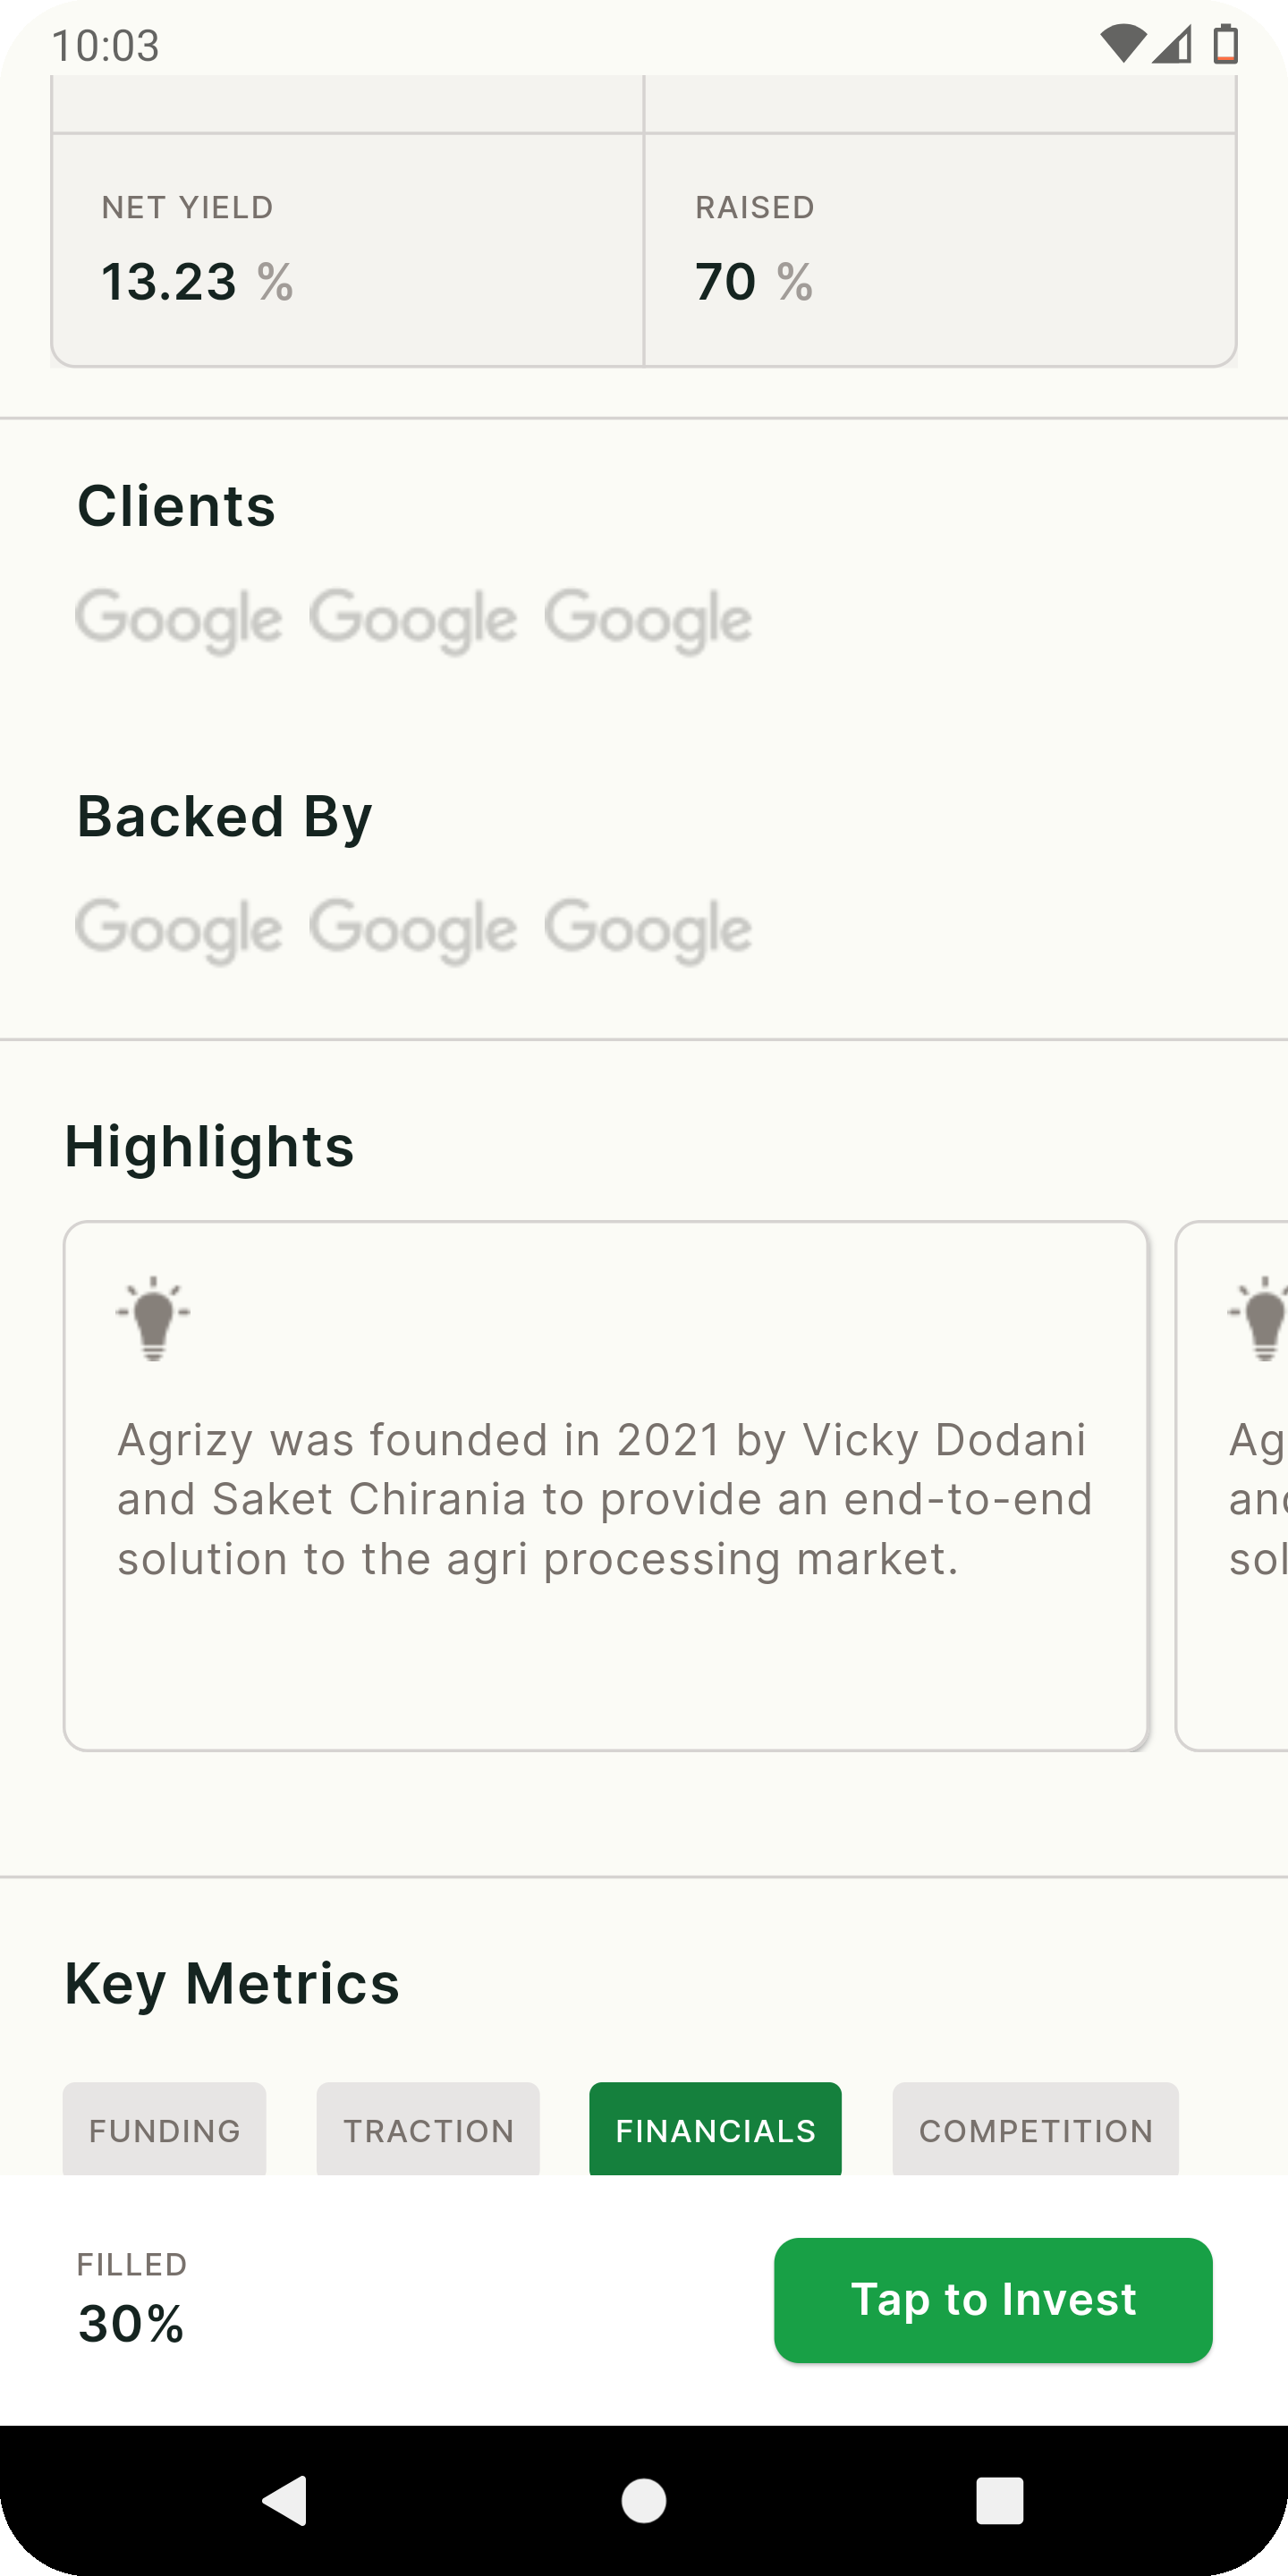 10:03
NET YIELD
RAISED
13.23 %
70 %
Clients
Google Google Google
Backed By
Google Google Google
Highlights
Agrizy was founded in 2021 by Vicky Dodani
and Saket Chirania to provide an end-to-end
solution to the agri processing market.
Ag
and
sol
Key Metrics
FUNDING TRACTION FINANCIALS COMPETITION
FILLED
30%
Tap to Invest